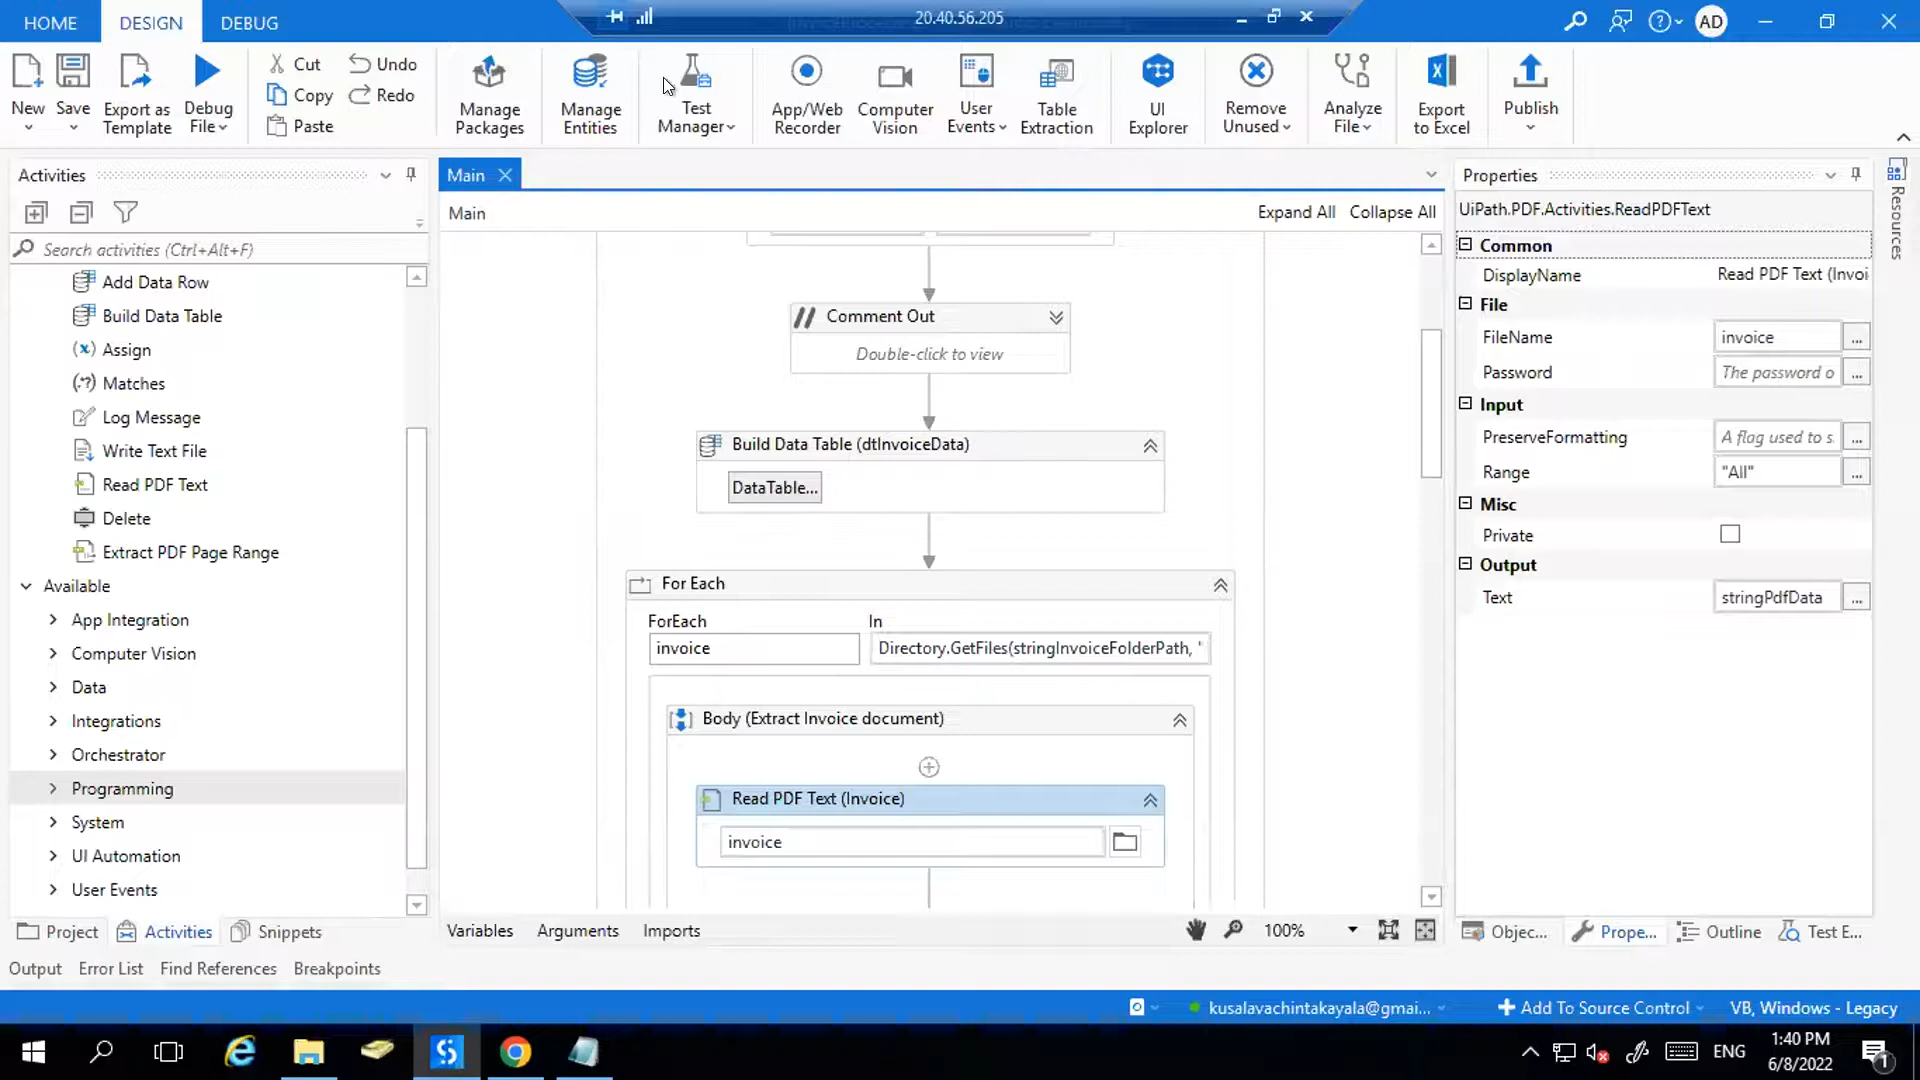 HOME DESIGN DEBUG
20.40.56.205
AD
New
Save
Export as
Template
Debug
File
Cut
Copy
Paste
Undo
Redo
Manage
Packages
Manage
Entities
Test
Manager
App/Web
Recorder
Computer
Vision
User
Events
Table
Extraction
UI
Explorer
Remove
Unused
Analyze
File
Export
to Excel
Publish
Activities
Search activities (Ctrl+Alt+F)
Add Data Row
Build Data Table
Assign
Matches
Log Message
Write Text File
Read PDF Text
Delete
Extract PDF Page Range
Available
App Integration
Computer Vision
Data
Integrations
Orchestrator
Programming
System
UI Automation
User Events
Project
Activities
Snippets
Main
Main
Expand All
Collapse All
Comment Out
Double-click to view
Build Data Table (dtInvoiceData)
DataTable...
For Each
ForEach
In
invoice
Directory.GetFiles(stringInvoiceFolderPath, "
Body (Extract Invoice document)
Read PDF Text (Invoice)
invoice
Variables
Arguments
Imports
100%
Properties
UiPath.PDF.Activities.ReadPDFText
Common
DisplayName
Read PDF Text (Invoi
File
FileName
invoice
...
Password
The password o
...
Input
PreserveFormatting
A flag used to s
...
Range
"All"
...
Misc
Private
Output
Text
stringPdfData
...
Resources
Objec...
Prope...
Outline
Test E...
Output
Error List
Find References
Breakpoints
kusalavachintakayala@gmai...
Add To Source Control
VB, Windows - Legacy
ENG
1:40 PM
6/8/2022
1